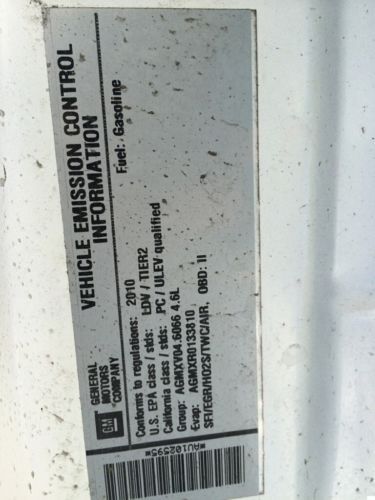 GM
GENERAL
MOTORS
COMPANY
VEHICLE EMISSION CONTROL
INFORMATION
Conforms to regulations: 2010 Fuel: Gasoline
U.S. EPA class / stds: LDV / TIER2
California class / stds: PC / ULEV qualified
Group: AGMXV04.6066 4.6L
Evap: AGMXR0133810
SFI/EGR/HO2S/TWC/AIR, OBD: II